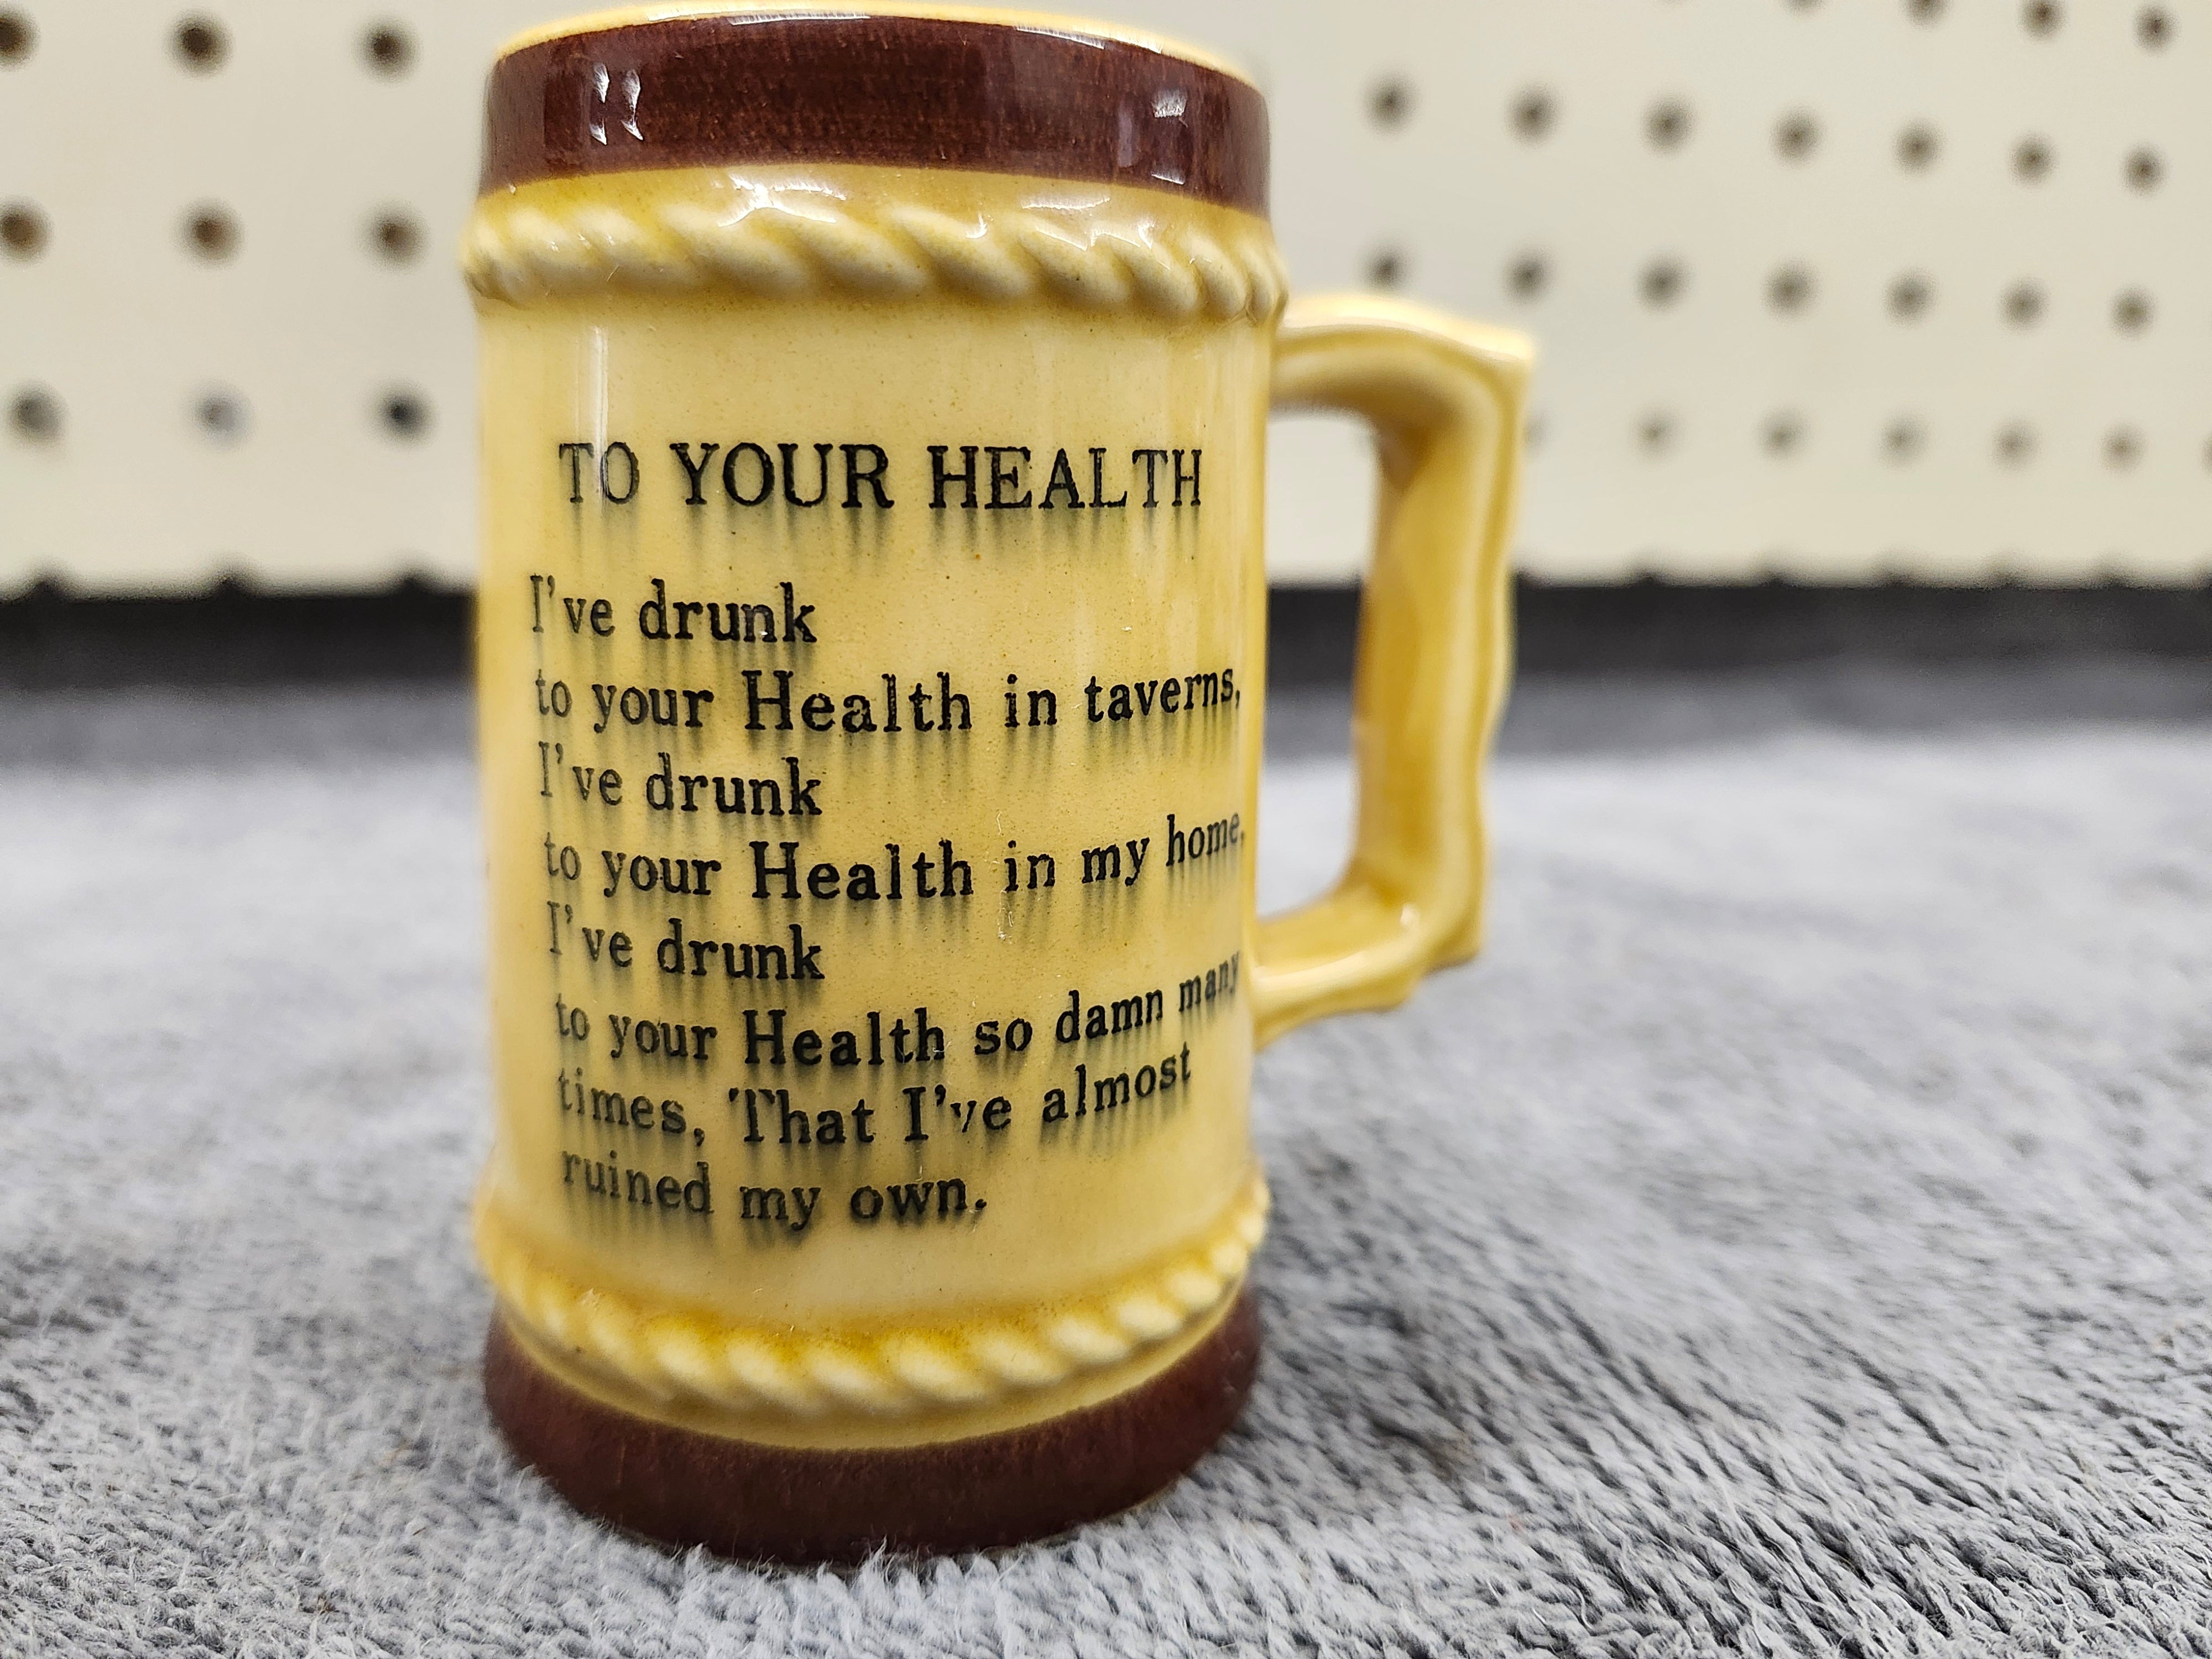 TO YOUR HEALTH
I've drunk
to your Health in taverns,
I've drunk
to your Health in my home,
I've drunk
to your Health so damn many
times, That I've almost
ruined my own.